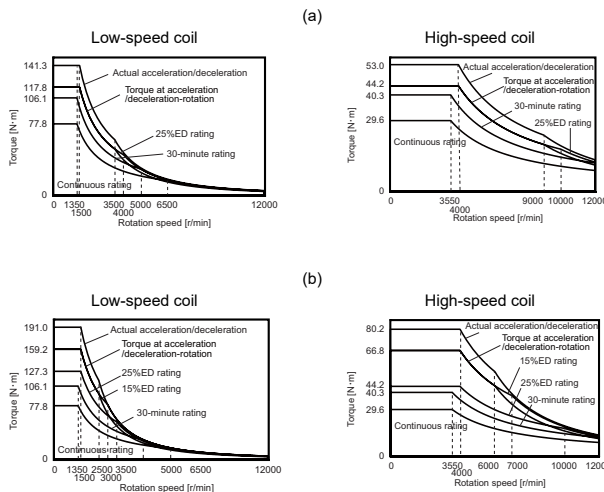 (a)
Low-speed coil
141.3
117.8
106.1
77.8
0
Torque [N·m]
Actual acceleration/deceleration
Torque at acceleration
/deceleration-rotation
25%ED rating
30-minute rating
Continuous rating
0 1350 3500 5000 6500 12000
1500 4000
Rotation speed [r/min]
High-speed coil
53.0
44.2
40.3
29.6
0
Torque [N·m]
Actual acceleration/deceleration
Torque at acceleration
/deceleration-rotation
30-minute rating
25%ED rating
Continuous rating
0 3550 9000 10000 12000
4000
Rotation speed [r/min]
(b)
Low-speed coil
191.0
159.2
127.3
106.1
77.8
0
Torque [N·m]
Actual acceleration/deceleration
Torque at acceleration
/deceleration-rotation
25%ED rating
15%ED rating
30-minute rating
Continuous rating
0 1350 2500 3500 5000 6500 12000
1500 3000
Rotation speed [r/min]
High-speed coil
80.2
66.8
44.2
40.3
29.6
0
Torque [N·m]
Actual acceleration/deceleration
Torque at acceleration
/deceleration-rotation
15%ED rating
25%ED rating
30-minute rating
Continuous rating
0 3550 6000 7000 10000 12000
4000
Rotation speed [r/min]